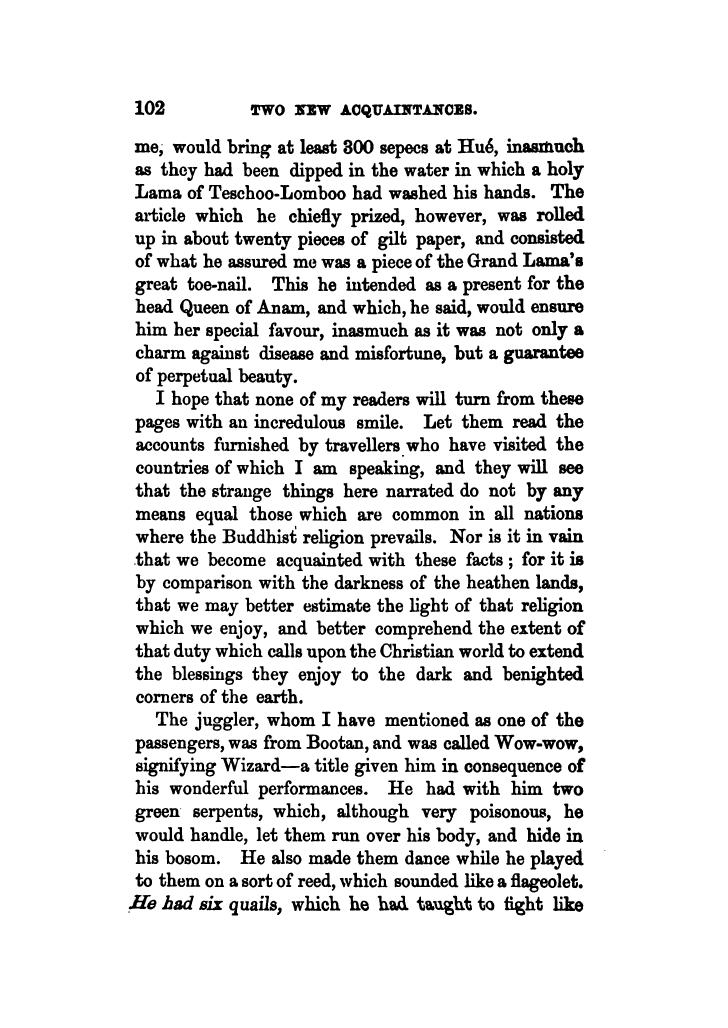 102 TWO NEW ACQUAINTANCES.
me, would bring at least 300 sepecs at Hué, inasmuch
as they had been dipped in the water in which a holy
Lama of Teschoo-Lomboo had washed his hands. The
article which he chiefly prized, however, was rolled
up in about twenty pieces of gilt paper, and consisted
of what he assured me was a piece of the Grand Lama's
great toe-nail. This he intended as a present for the
head Queen of Anam, and which, he said, would ensure
him her special favour, inasmuch as it was not only a
charm against disease and misfortune, but a guarantee
of perpetual beauty.
I hope that none of my readers will turn from these
pages with an incredulous smile. Let them read the
accounts furnished by travellers who have visited the
countries of which I am speaking, and they will see
that the strange things here narrated do not by any
means equal those which are common in all nations
where the Buddhist religion prevails. Nor is it in vain
that we become acquainted with these facts; for it is
by comparison with the darkness of the heathen lands,
that we may better estimate the light of that religion
which we enjoy, and better comprehend the extent of
that duty which calls upon the Christian world to extend
the blessings they enjoy to the dark and benighted
corners of the earth.
The juggler, whom I have mentioned as one of the
passengers, was from Bootan, and was called Wow-wow,
signifying Wizard—a title given him in consequence of
his wonderful performances. He had with him two
green serpents, which, although very poisonous, he
would handle, let them run over his body, and hide in
his bosom. He also made them dance while he played
to them on a sort of reed, which sounded like a flageolet.
He had six quails, which he had taught to fight like